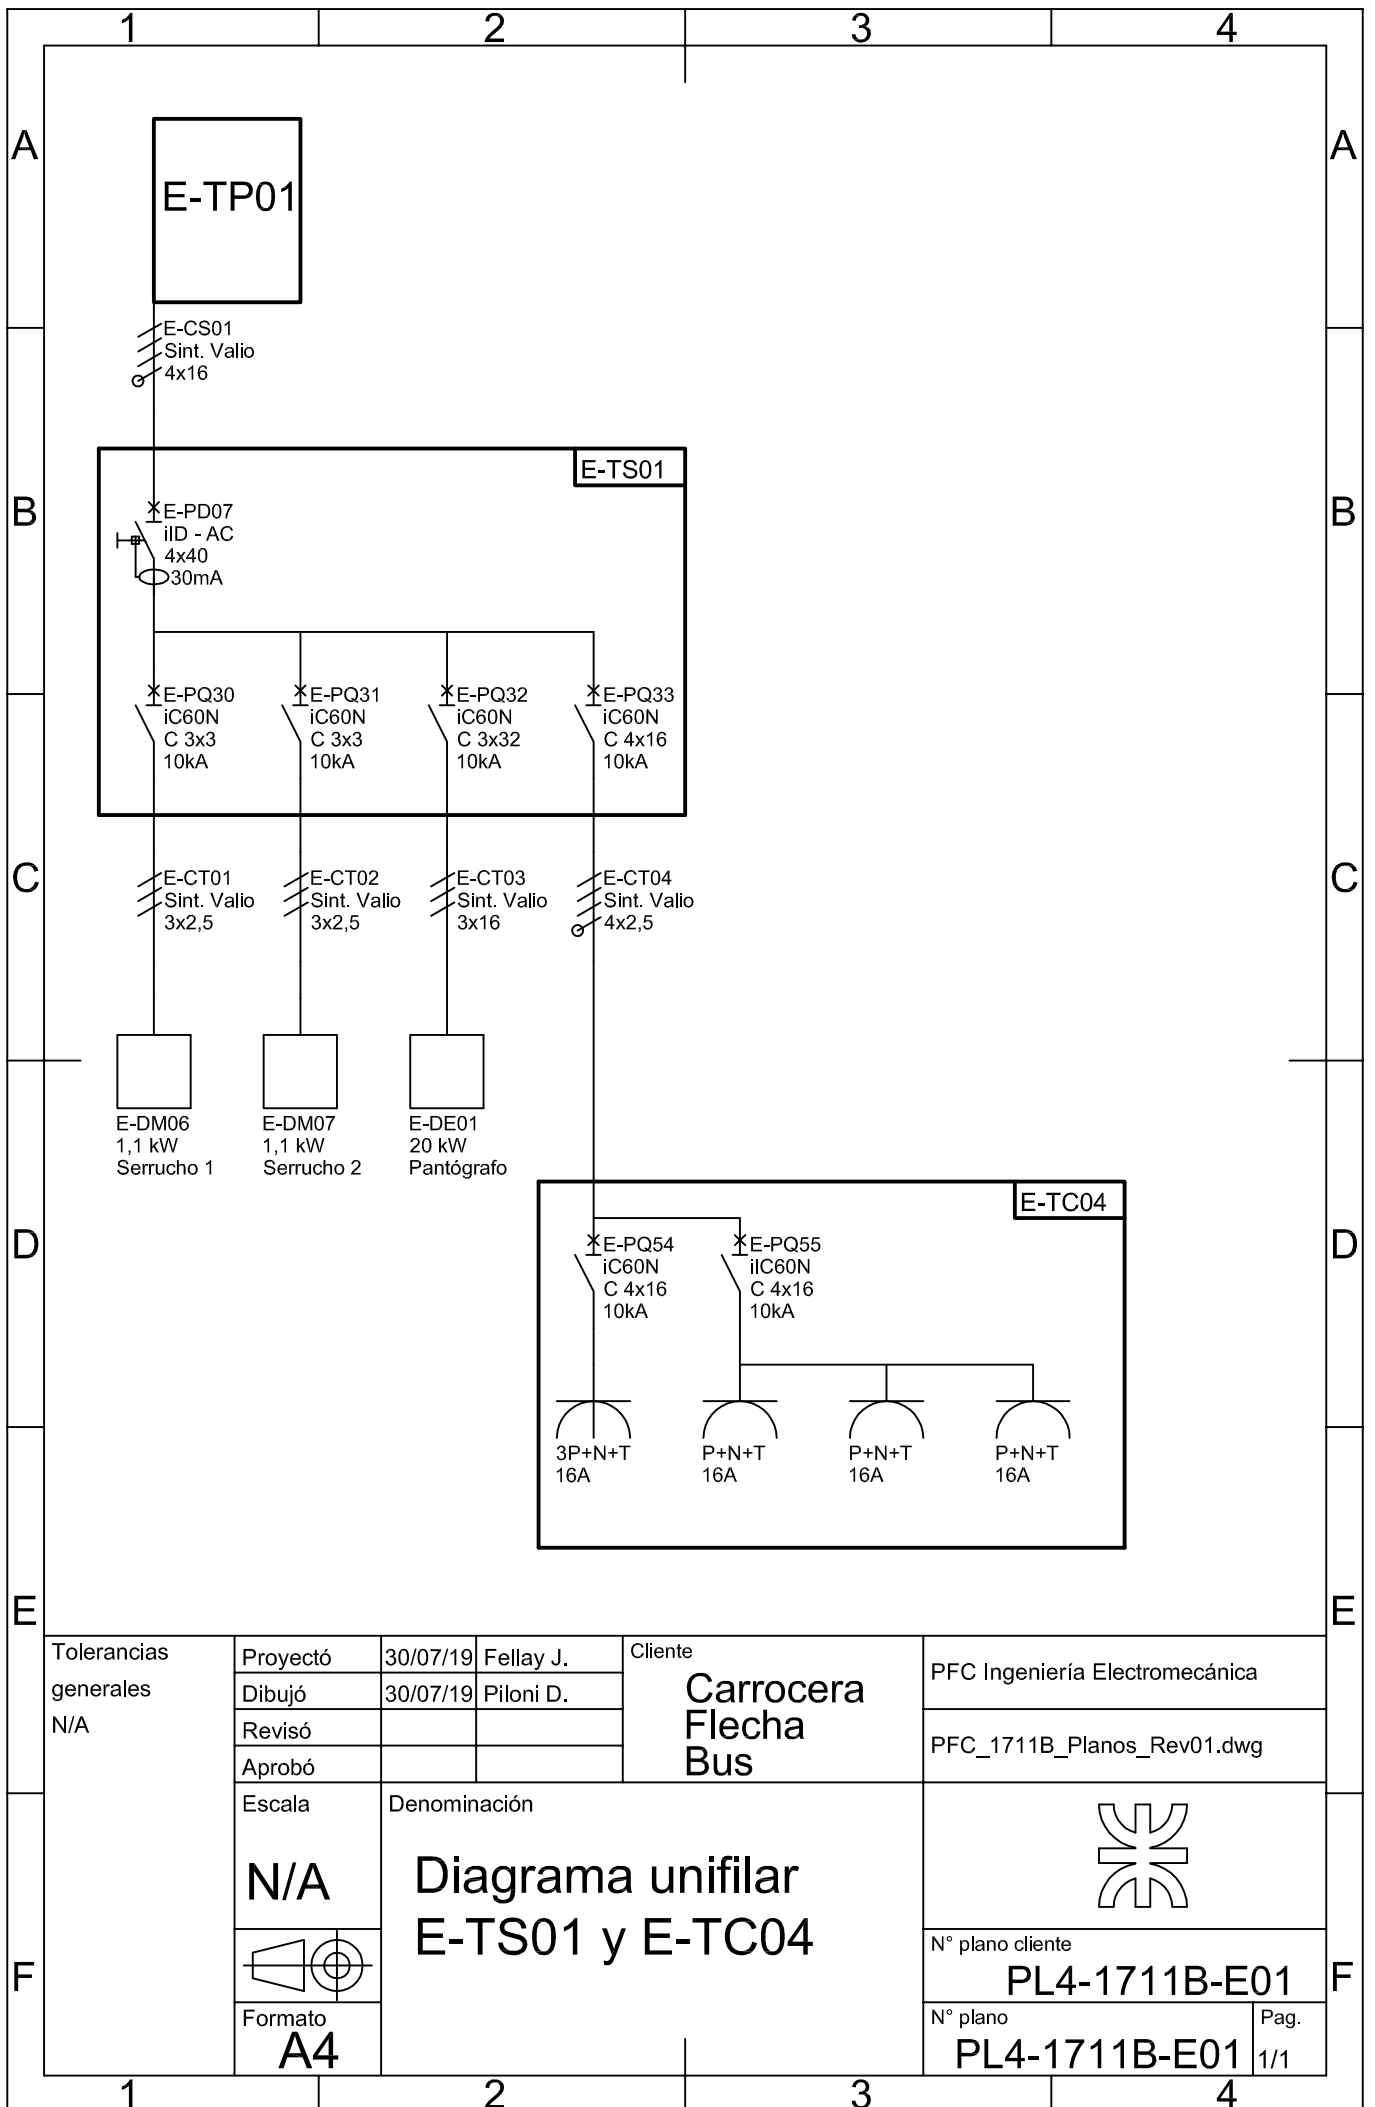 1 2 3 4
A A
E-TP01
E-CS01
Sint. Valio
4x16
E-TS01
B B
E-PD07
iID - AC
4x40
30mA
E-PQ30
iC60N
C 3x3
10kA
E-PQ31
iC60N
C 3x3
10kA
E-PQ32
iC60N
C 3x32
10kA
E-PQ33
iC60N
C 4x16
10kA
C C
E-CT01
Sint. Valio
3x2,5
E-CT02
Sint. Valio
3x2,5
E-CT03
Sint. Valio
3x16
E-CT04
Sint. Valio
4x2,5
E-DM06
1,1 kW
Serrucho 1
E-DM07
1,1 kW
Serrucho 2
E-DE01
20 kW
Pantógrafo
E-TC04
D D
E-PQ54
iC60N
C 4x16
10kA
E-PQ55
iIC60N
C 4x16
10kA
3P+N+T
16A
P+N+T
16A
P+N+T
16A
P+N+T
16A
E E
Tolerancias
generales
N/A
Proyectó 30/07/19 Fellay J.
Dibujó 30/07/19 Piloni D.
Revisó
Aprobó
Cliente
Carrocera
Flecha
Bus
PFC Ingeniería Electromecánica
PFC_1711B_Planos_Rev01.dwg
Escala
N/A
Denominación
Diagrama unifilar
E-TS01 y E-TC04
N° plano cliente
PL4-1711B-E01
F F
Formato
A4
N° plano
PL4-1711B-E01
Pag.
1/1
1 2 3 4